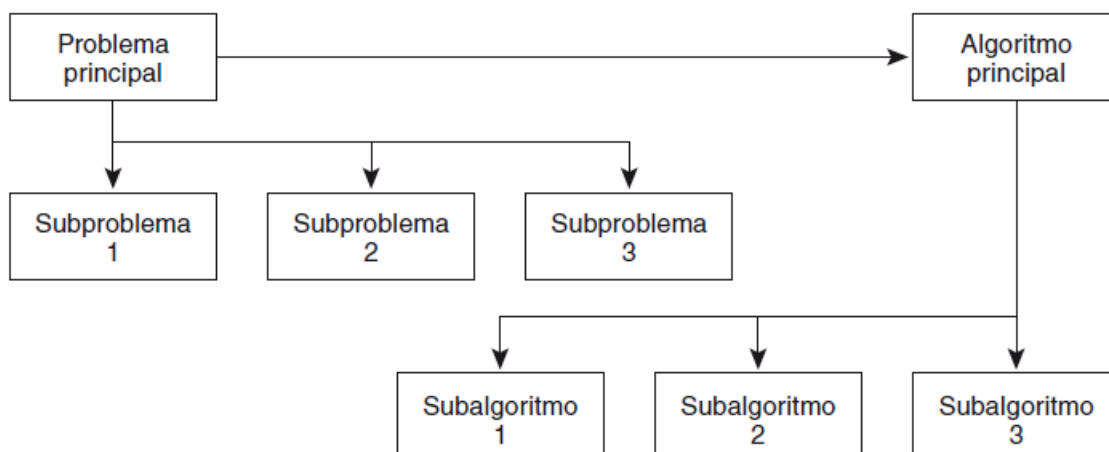 Problema
principal
Algoritmo
principal
Subproblema
1
Subproblema
2
Subproblema
3
Subalgoritmo
1
Subalgoritmo
2
Subalgoritmo
3